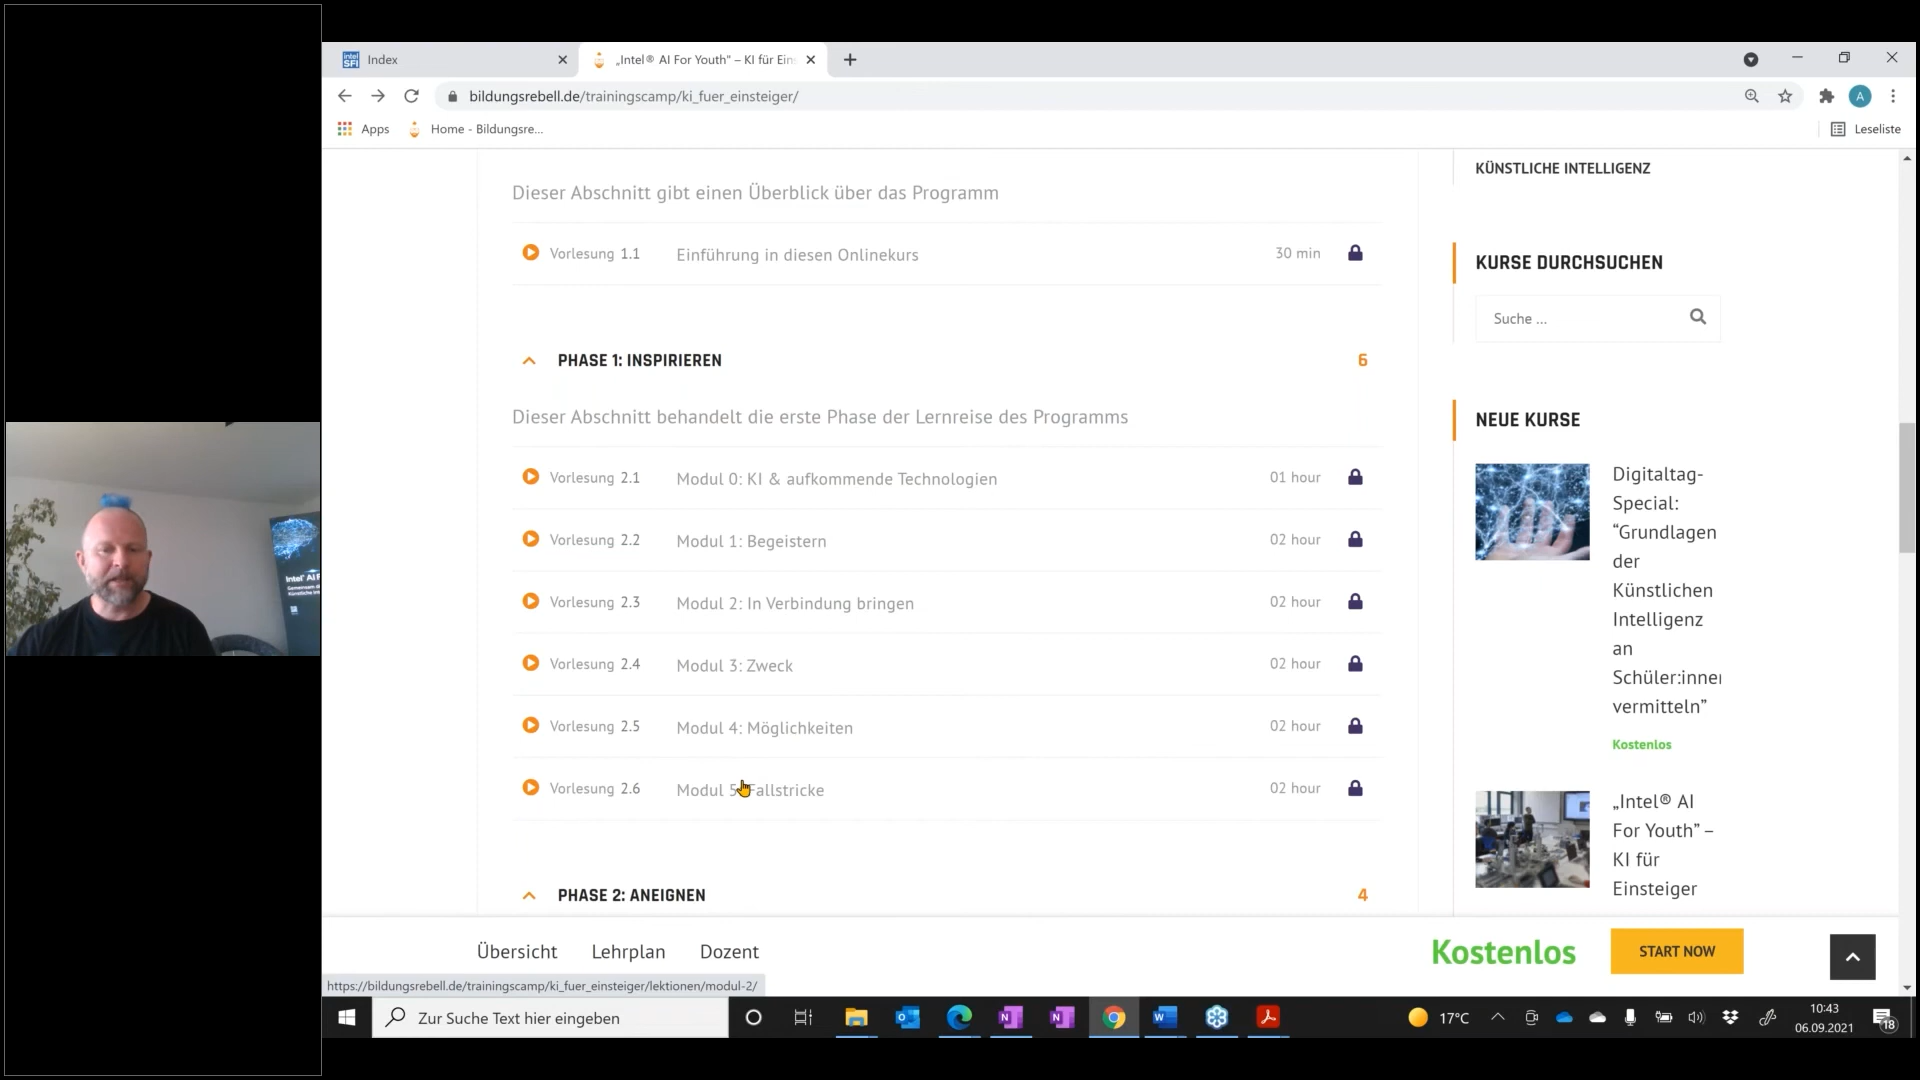 Index
„Intel® AI For Youth“ – KI für Ein
bildungsrebell.de/trainingscamp/ki_fuer_einsteiger/
A
Apps
Home - Bildungsre...
Leseliste
Dieser Abschnitt gibt einen Überblick über das Programm
Vorlesung 1.1 Einführung in diesen Onlinekurs 30 min
PHASE 1: INSPIRIEREN 6
Dieser Abschnitt behandelt die erste Phase der Lernreise des Programms
Vorlesung 2.1 Modul 0: KI & aufkommende Technologien 01 hour
Vorlesung 2.2 Modul 1: Begeistern 02 hour
Vorlesung 2.3 Modul 2: In Verbindung bringen 02 hour
Vorlesung 2.4 Modul 3: Zweck 02 hour
Vorlesung 2.5 Modul 4: Möglichkeiten 02 hour
Vorlesung 2.6 Modul 5: Fallstricke 02 hour
PHASE 2: ANEIGNEN 4
KÜNSTLICHE INTELLIGENZ
KURSE DURCHSUCHEN
Suche ...
NEUE KURSE
Digitaltag-
Special:
“Grundlagen
der
Künstlichen
Intelligenz
an
Schüler:innen
vermitteln”
Kostenlos
„Intel® AI
For Youth” –
KI für
Einsteiger
Übersicht
Lehrplan
Dozent
Kostenlos
START NOW
https://bildungsrebell.de/trainingscamp/ki_fuer_einsteiger/lektionen/modul-2/
Zur Suche Text hier eingeben
17°C
10:43
06.09.2021
18